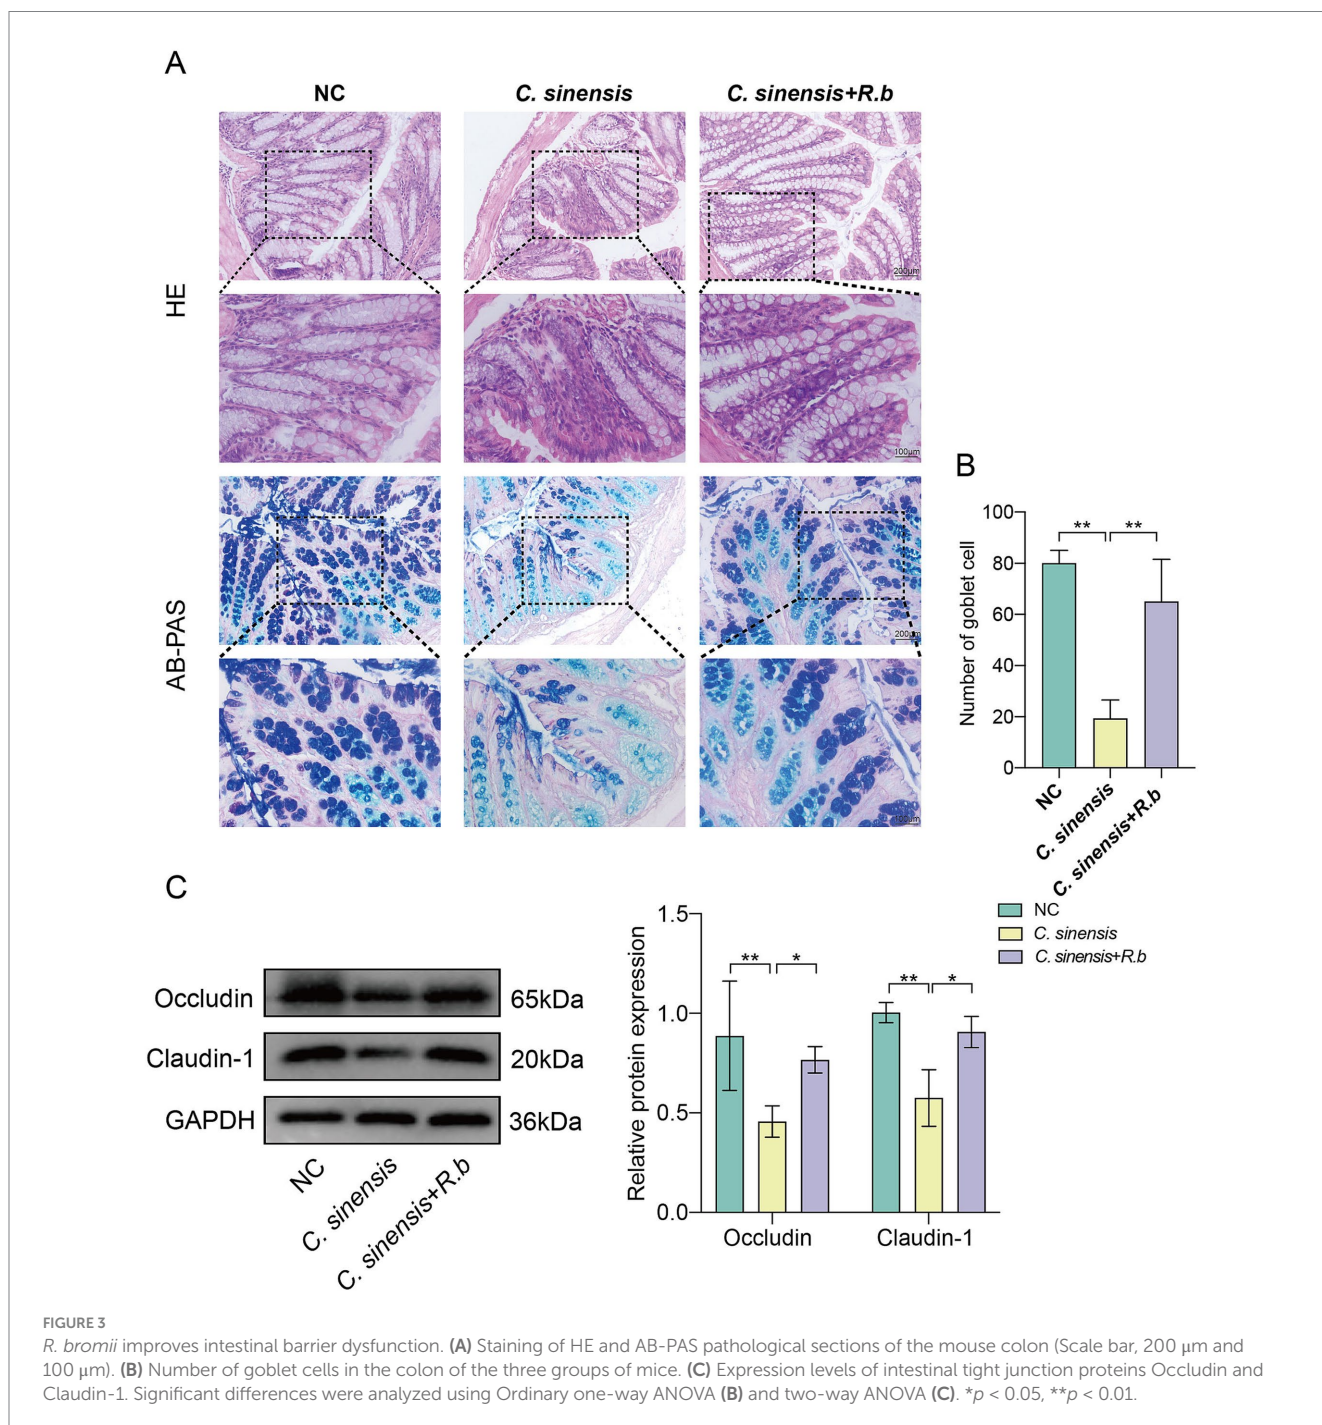 A
NC
C. sinensis
C. sinensis+R.b
HE
200μm
100μm
AB-PAS
200μm
100μm
B
Number of goblet cell
100
80
60
40
20
0
** **
NC
C. sinensis
C. sinensis+R.b
C
Occludin 65kDa
Claudin-1 20kDa
GAPDH 36kDa
NC
C. sinensis
C. sinensis+R.b
Relative protein expression
1.5
1.0
0.5
0.0
** *
** *
Occludin Claudin-1
NC
C. sinensis
C. sinensis+R.b
FIGURE 3
R. bromii improves intestinal barrier dysfunction. (A) Staining of HE and AB-PAS pathological sections of the mouse colon (Scale bar, 200 μm and
100 μm). (B) Number of goblet cells in the colon of the three groups of mice. (C) Expression levels of intestinal tight junction proteins Occludin and
Claudin-1. Significant differences were analyzed using Ordinary one-way ANOVA (B) and two-way ANOVA (C). *p < 0.05, **p < 0.01.